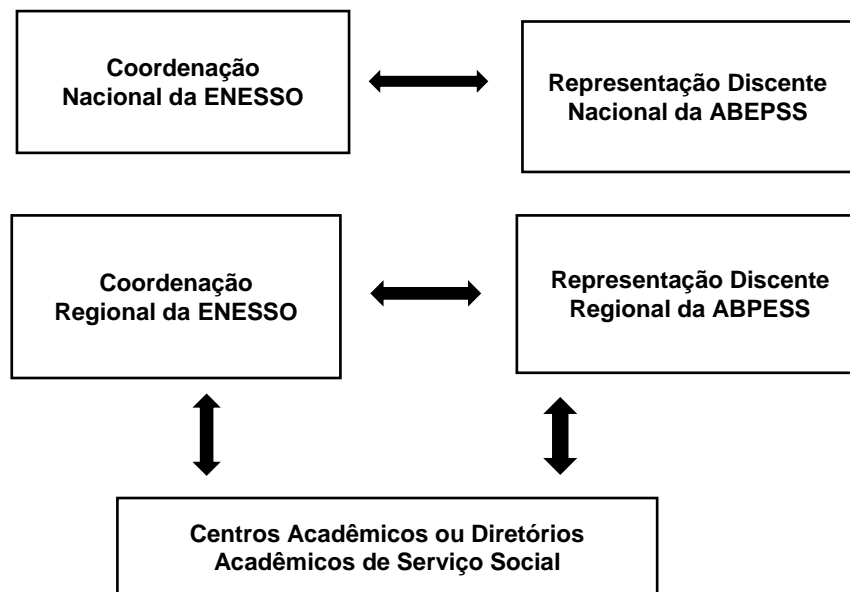 Coordenação
Nacional da ENESSO
Representação Discente
Nacional da ABEPSS
Coordenação
Regional da ENESSO
Representação Discente
Regional da ABPESS
Centros Acadêmicos ou Diretórios
Acadêmicos de Serviço Social